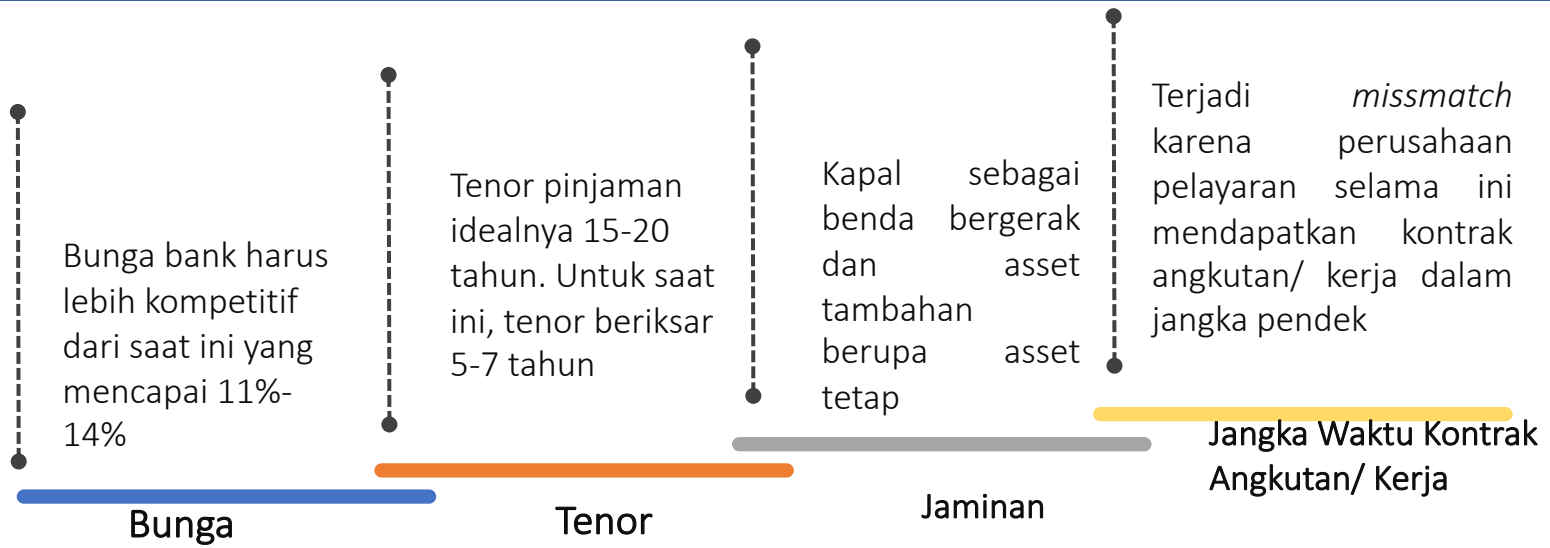 Bunga bank harus
lebih kompetitif
dari saat ini yang
mencapai 11%-
14%
Bunga
Tenor pinjaman
idealnya 15-20
tahun. Untuk saat
ini, tenor beriksar
5-7 tahun
Tenor
Kapal sebagai
benda bergerak
dan asset
tambahan
berupa asset
tetap
Jaminan
Terjadi missmatch
karena perusahaan
pelayaran selama ini
mendapatkan kontrak
angkutan/ kerja dalam
jangka pendek
Jangka Waktu Kontrak
Angkutan/ Kerja